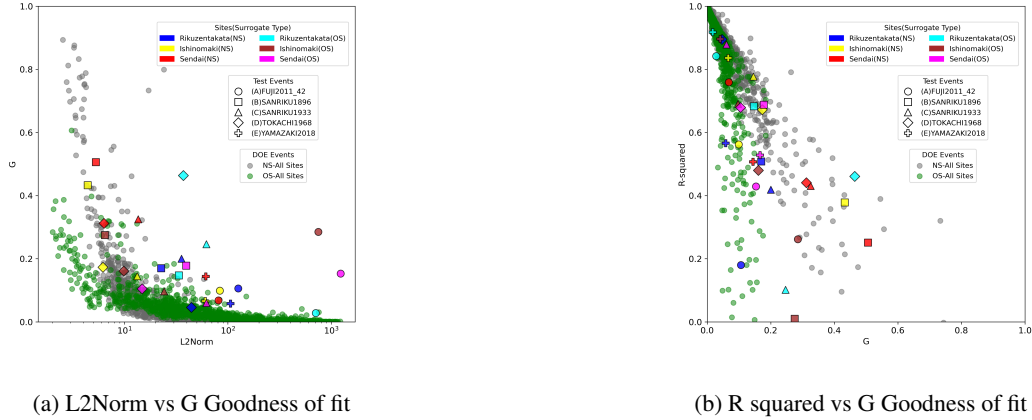 1.0
0.8
0.6
G
0.4
0.2
0.0
10¹ 10² 10³
L2Norm
Sites(Surrogate Type)
Rikuzentakata(NS) Rikuzentakata(OS)
Ishinomaki(NS) Ishinomaki(OS)
Sendai(NS) Sendai(OS)
Test Events
(A)FUJI2011_42
(B)SANRIKU1896
(C)SANRIKU1933
(D)TOKACHI1968
(E)YAMAZAKI2018
DOE Events
NS-All Sites
OS-All Sites
(a) L2Norm vs G Goodness of fit
1.0
0.8
0.6
R-squared
0.4
0.2
0.0
0.0 0.2 0.4 0.6 0.8 1.0
G
Sites(Surrogate Type)
Rikuzentakata(NS) Rikuzentakata(OS)
Ishinomaki(NS) Ishinomaki(OS)
Sendai(NS) Sendai(OS)
Test Events
(A)FUJI2011_42
(B)SANRIKU1896
(C)SANRIKU1933
(D)TOKACHI1968
(E)YAMAZAKI2018
DOE Events
NS-All Sites
OS-All Sites
(b) R squared vs G Goodness of fit